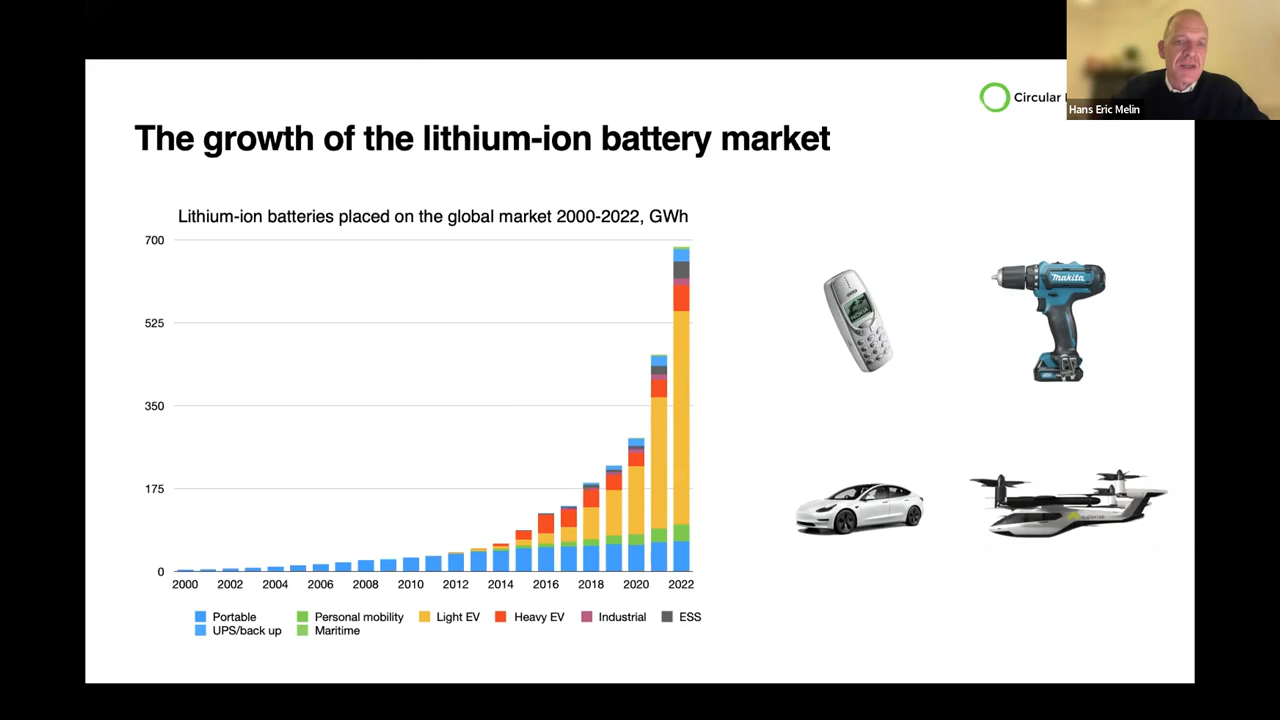 Circular
Hans Eric Melin
The growth of the lithium-ion battery market
Lithium-ion batteries placed on the global market 2000-2022, GWh
700
525
350
175
0
2000 2002 2004 2006 2008 2010 2012 2014 2016 2018 2020 2022
Portable Personal mobility Light EV Heavy EV Industrial ESS
UPS/back up Maritime
NOKIA
makita